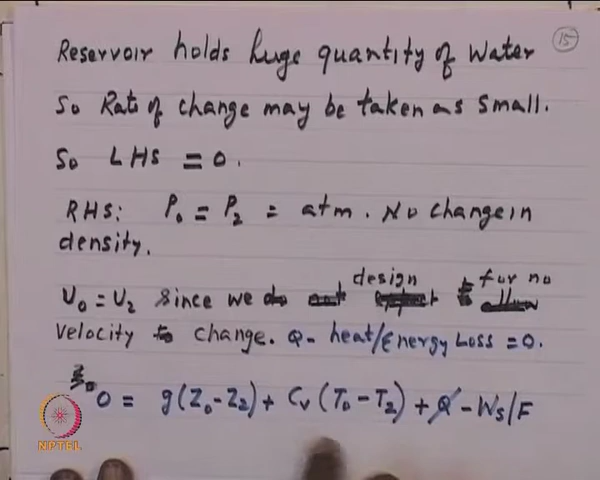 15
Reservoir holds huge quantity of Water
So Rate of change may be taken as small.
So LHS = 0.
RHS: P₀ = P₂ = atm. No change in
density.
design for no
U₀ = U₂ since we
velocity change. Q - heat/Energy Loss = 0.
0 = g(Z₀-Z₂) + Cv(T₀-T₂) + Q - Ws/F
NPTEL